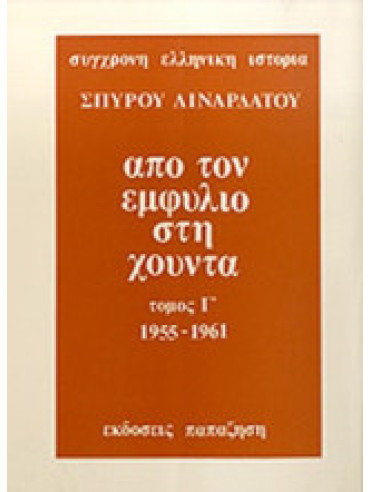 συγχρονη ελληνικη ιστορια
ΣΠΥΡΟΥ ΛΙΝΑΡΔΑΤΟΥ
απο τον
εμφυλιο
στη
χουντα
τομος Γ'
1955-1961
εκδοσεις παπαζηση